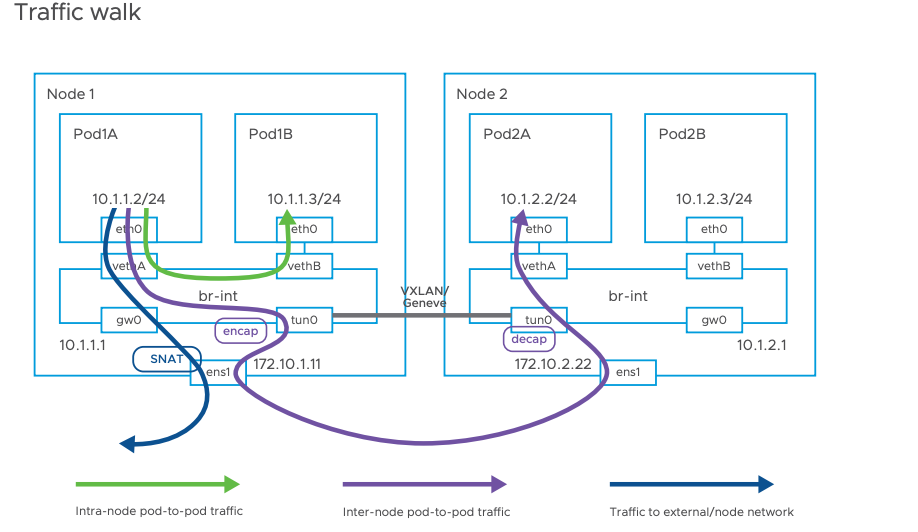 Traffic walk
Node 1
Node 2
Pod1A
Pod1B
Pod2A
Pod2B
10.1.1.2/24
10.1.1.3/24
10.1.2.2/24
10.1.2.3/24
eth0
eth0
eth0
eth0
vethA
vethB
vethA
vethB
br-int
br-int
VXLAN/
Geneve
gw0
tun0
tun0
gw0
encap
decap
10.1.1.1
10.1.2.1
SNAT
ens1
172.10.1.11
172.10.2.22
ens1
Intra-node pod-to-pod traffic
Inter-node pod-to-pod traffic
Traffic to external/node network